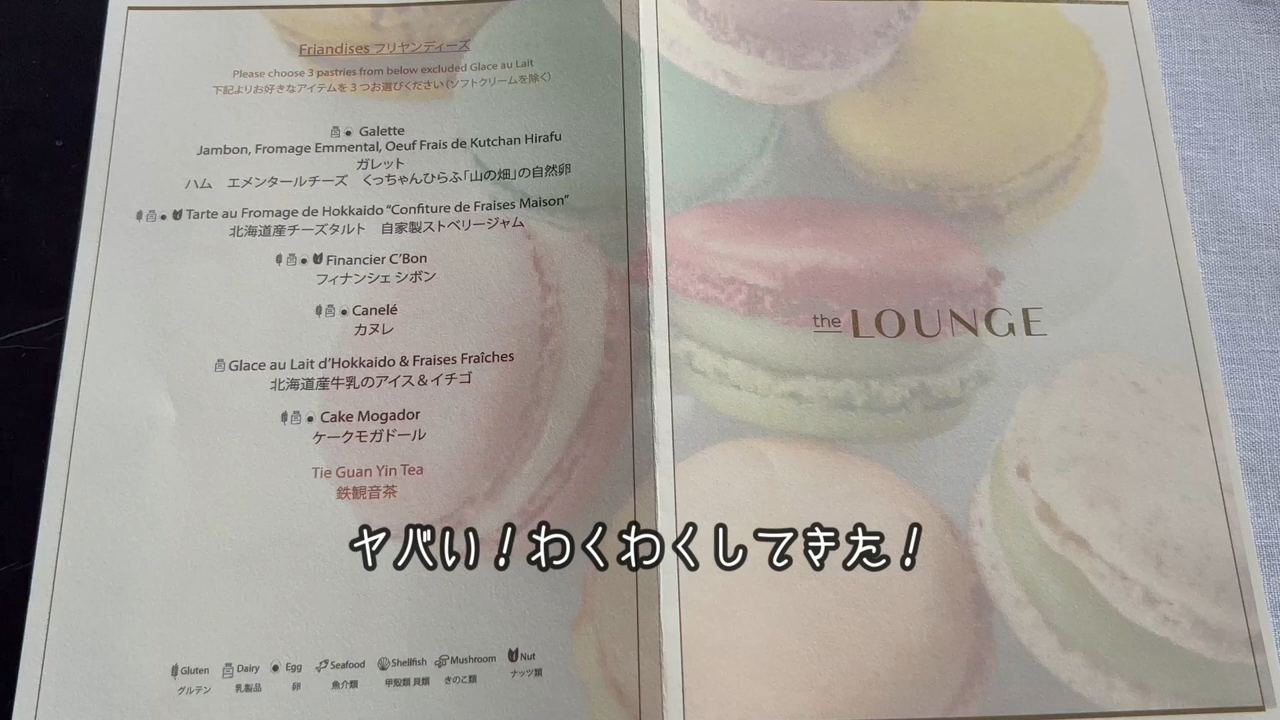 Friandises フリヤンディーズ
Please choose 3 pastries from below excluded Glace au Lait
下記よりお好きなアイテムを3つお選びください(ソフトクリームを除く)
Galette
Jambon, Fromage Emmental, Oeuf Frais de Kutchan Hirafu
ガレット
ハム　エメンタールチーズ　くっちゃんひらふ「山の畑」の自然卵
Tarte au Fromage de Hokkaido “Confiture de Fraises Maison”
北海道産チーズタルト　自家製ストベリージャム
Financier C’Bon
フィナンシェ シボン
Canelé
カヌレ
Glace au Lait d’Hokkaido & Fraises Fraîches
北海道産牛乳のアイス＆イチゴ
Cake Mogador
ケークモガドール
Tie Guan Yin Tea
鉄観音茶
Gluten Dairy Egg Seafood Shellfish Mushroom Nut
グルテン 乳製品 卵 魚介類 甲殻類 貝類 きのこ類 ナッツ類
the LOUNGE
ヤバい！わくわくしてきた！